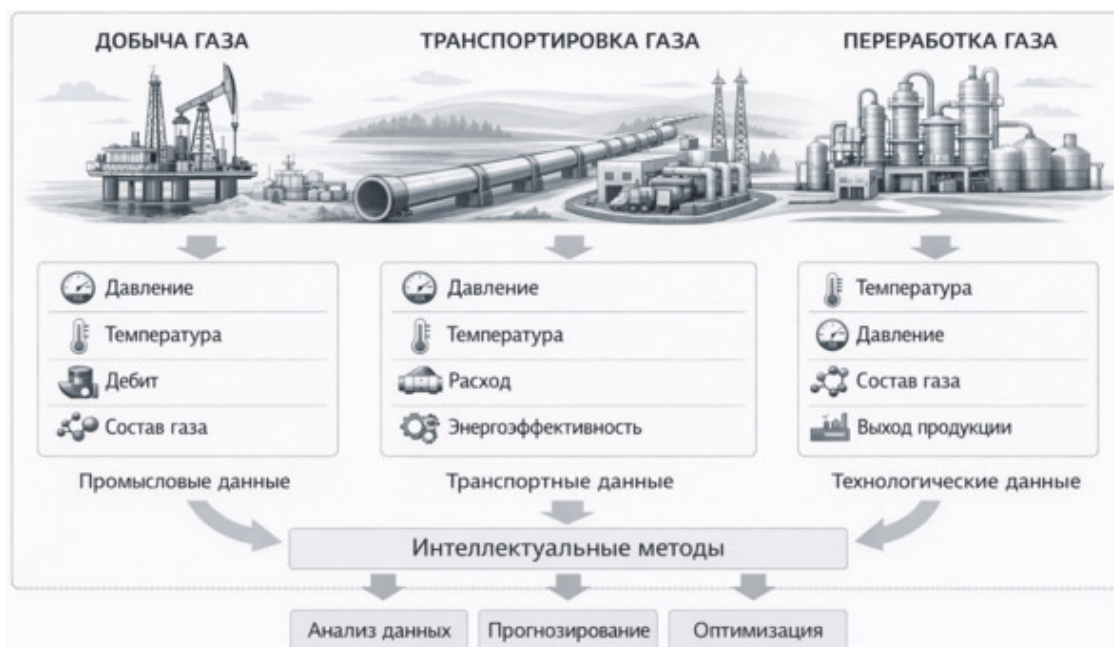 ДОБЫЧА ГАЗА
ТРАНСПОРТИРОВКА ГАЗА
ПЕРЕРАБОТКА ГАЗА
Давление
Температура
Дебит
Состав газа
Промысловые данные
Давление
Температура
Расход
Энергоэффективность
Транспортные данные
Температура
Давление
Состав газа
Выход продукции
Технологические данные
Интеллектуальные методы
Анализ данных
Прогнозирование
Оптимизация